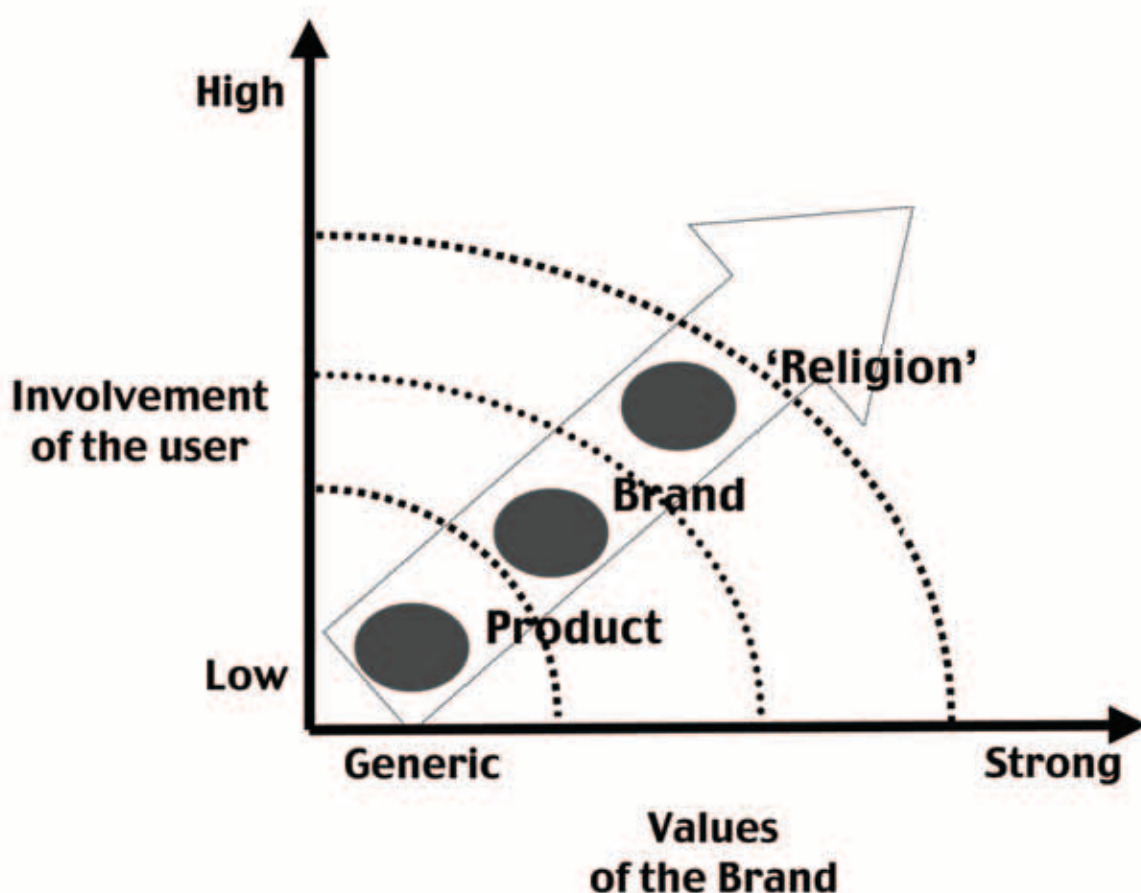 High
'Religion'
Involvement
of the user
Brand
Product
Low
Generic
Strong
Values
of the Brand